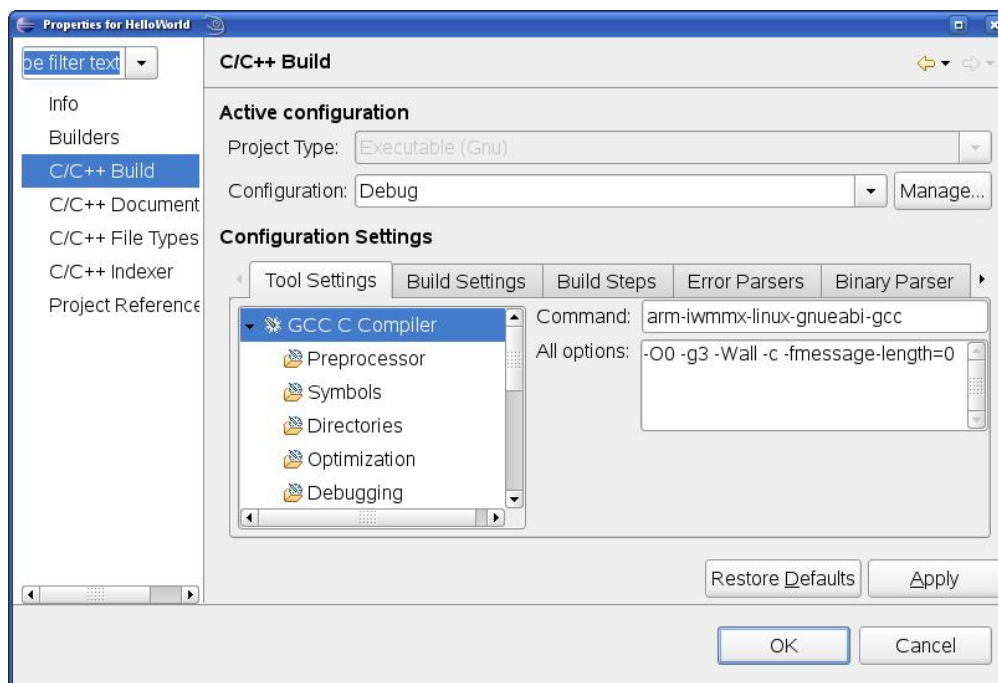 Properties for HelloWorld
pe filter text
Info
Builders
C/C++ Build
C/C++ Document
C/C++ File Types
C/C++ Indexer
Project Reference
C/C++ Build
Active configuration
Project Type: Executable (Gnu)
Configuration: Debug Manage...
Configuration Settings
Tool Settings Build Settings Build Steps Error Parsers Binary Parser
GCC C Compiler
Preprocessor
Symbols
Directories
Optimization
Debugging
Command: arm-iwmmx-linux-gnueabi-gcc
All options: -O0 -g3 -Wall -c -fmessage-length=0
Restore Defaults Apply
OK Cancel